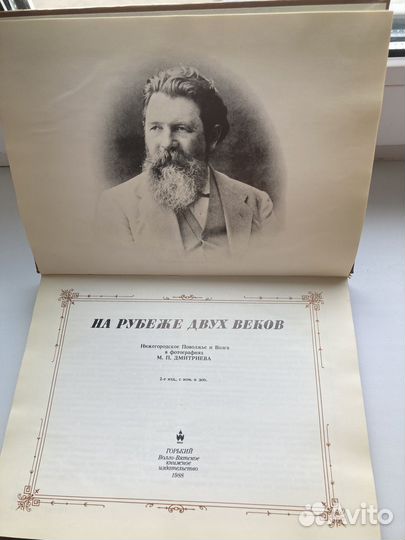 НА РУБЕЖЕ ДВУХ ВЕКОВ
Нижегородское Поволжье и Волга
в фотографиях
М. П. ДМИТРИЕВА
2-е изд., с изм. и доп.
ГОРЬКИЙ
Волго-Вятское
книжное
издательство
1988
Avito